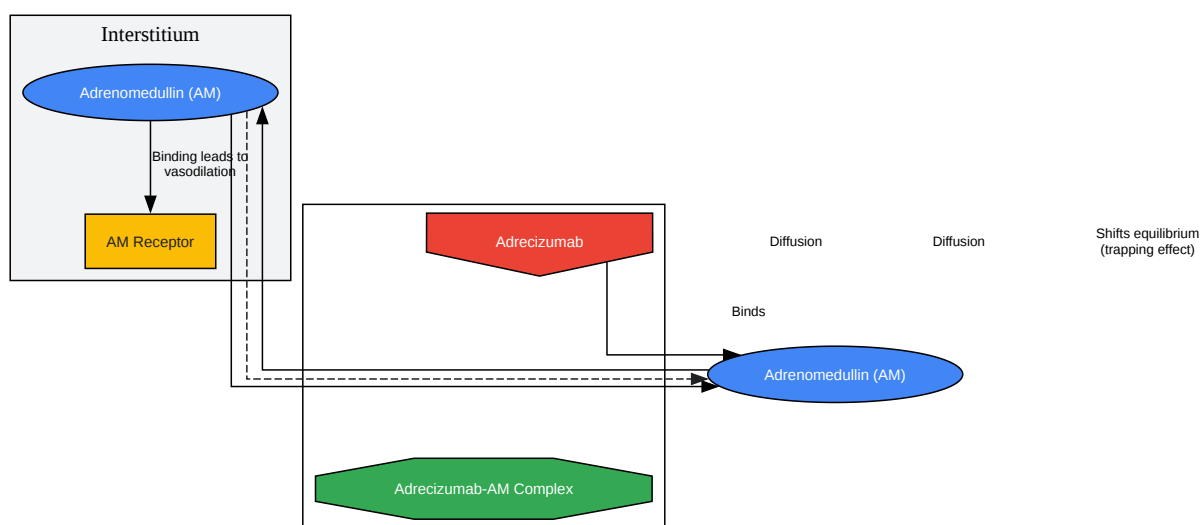 Interstitium
Adrenomedullin (AM)
Binding leads to
vasodilation
AM Receptor
Adrecizumab
Diffusion
Diffusion
Shifts equilibrium
(trapping effect)
Binds
Adrenomedullin (AM)
Adrecizumab-AM Complex